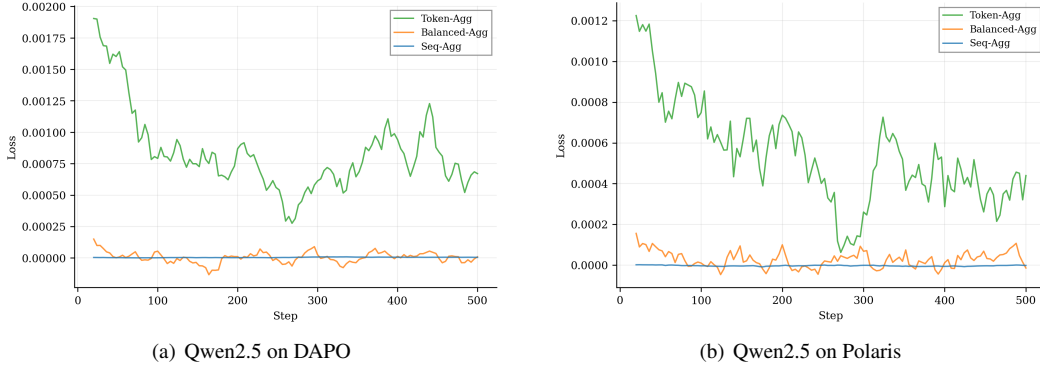 0.00200
0.00175
0.00150
0.00125
0.00100
0.00075
0.00050
0.00025
0.00000
Loss
0
100
200
300
400
500
Step
Token-Agg
Balanced-Agg
Seq-Agg
(a) Qwen2.5 on DAPO
0.0012
0.0010
0.0008
0.0006
0.0004
0.0002
0.0000
Loss
0
100
200
300
400
500
Step
Token-Agg
Balanced-Agg
Seq-Agg
(b) Qwen2.5 on Polaris